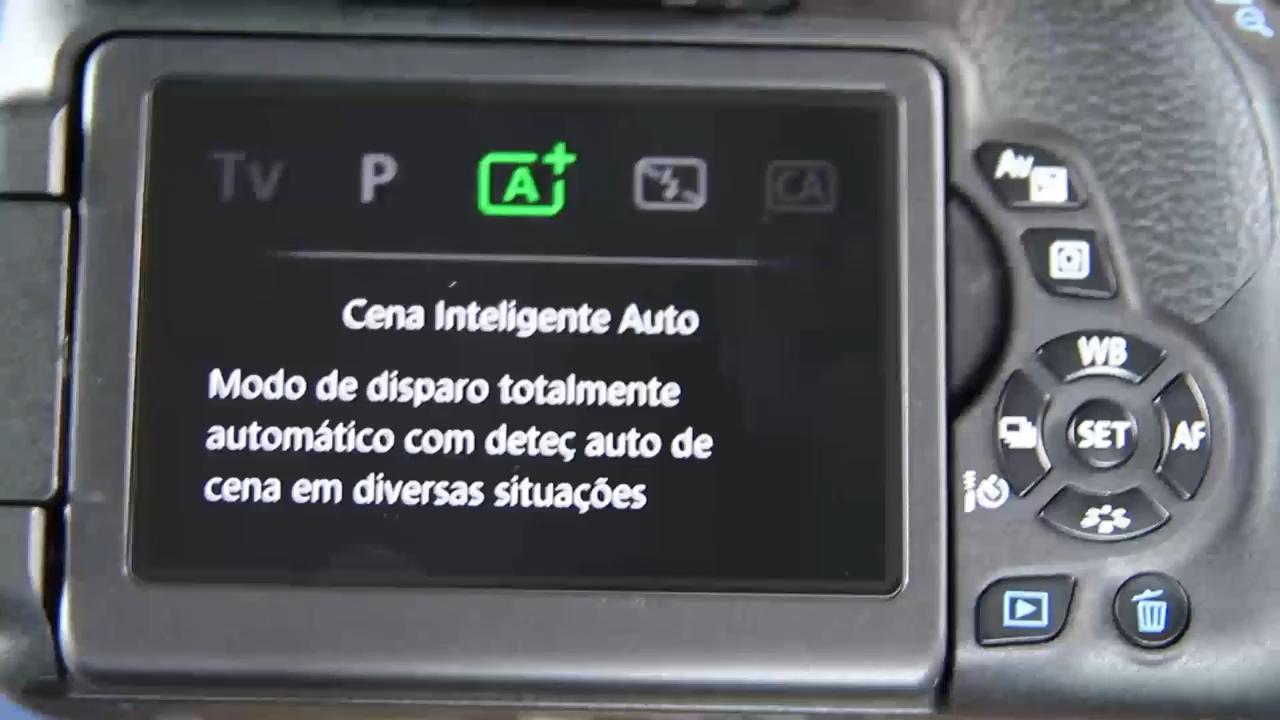 Tv P A+ CA
Cena Inteligente Auto
Modo de disparo totalmente
automático com deteç auto de
cena em diversas situações
Av
WB
SET
AF